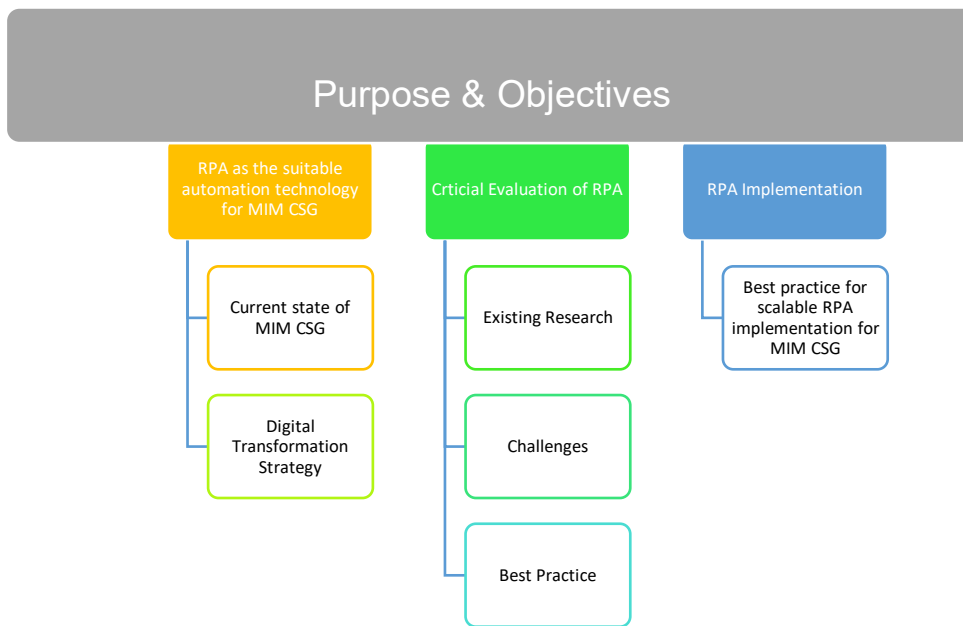 Purpose & Objectives
RPA as the suitable
automation technology
for MIM CSG
Crticial Evaluation of RPA
RPA Implementation
Current state of
MIM CSG
Digital
Transformation
Strategy
Existing Research
Challenges
Best Practice
Best practice for
scalable RPA
implementation for
MIM CSG